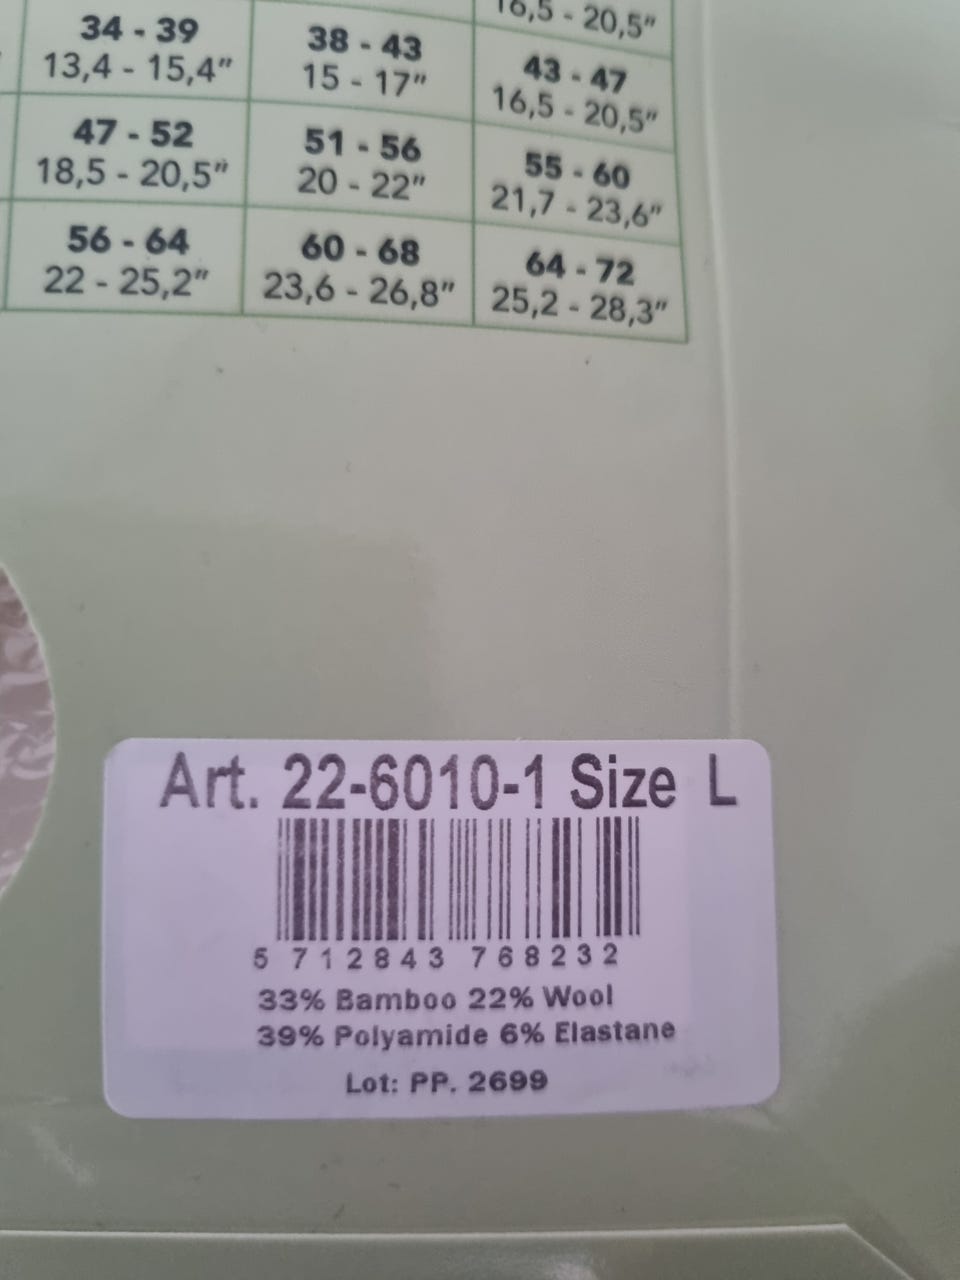 16,5 - 20,5"
34 - 39
13,4 - 15,4"
38 - 43
15 - 17"
43 - 47
16,5 - 20,5"
47 - 52
18,5 - 20,5"
51 - 56
20 - 22"
55 - 60
21,7 - 23,6"
56 - 64
22 - 25,2"
60 - 68
23,6 - 26,8"
64 - 72
25,2 - 28,3"
Art. 22-6010-1 Size L
5 712843 768232
33% Bamboo 22% Wool
39% Polyamide 6% Elastane
Lot: PP. 2699